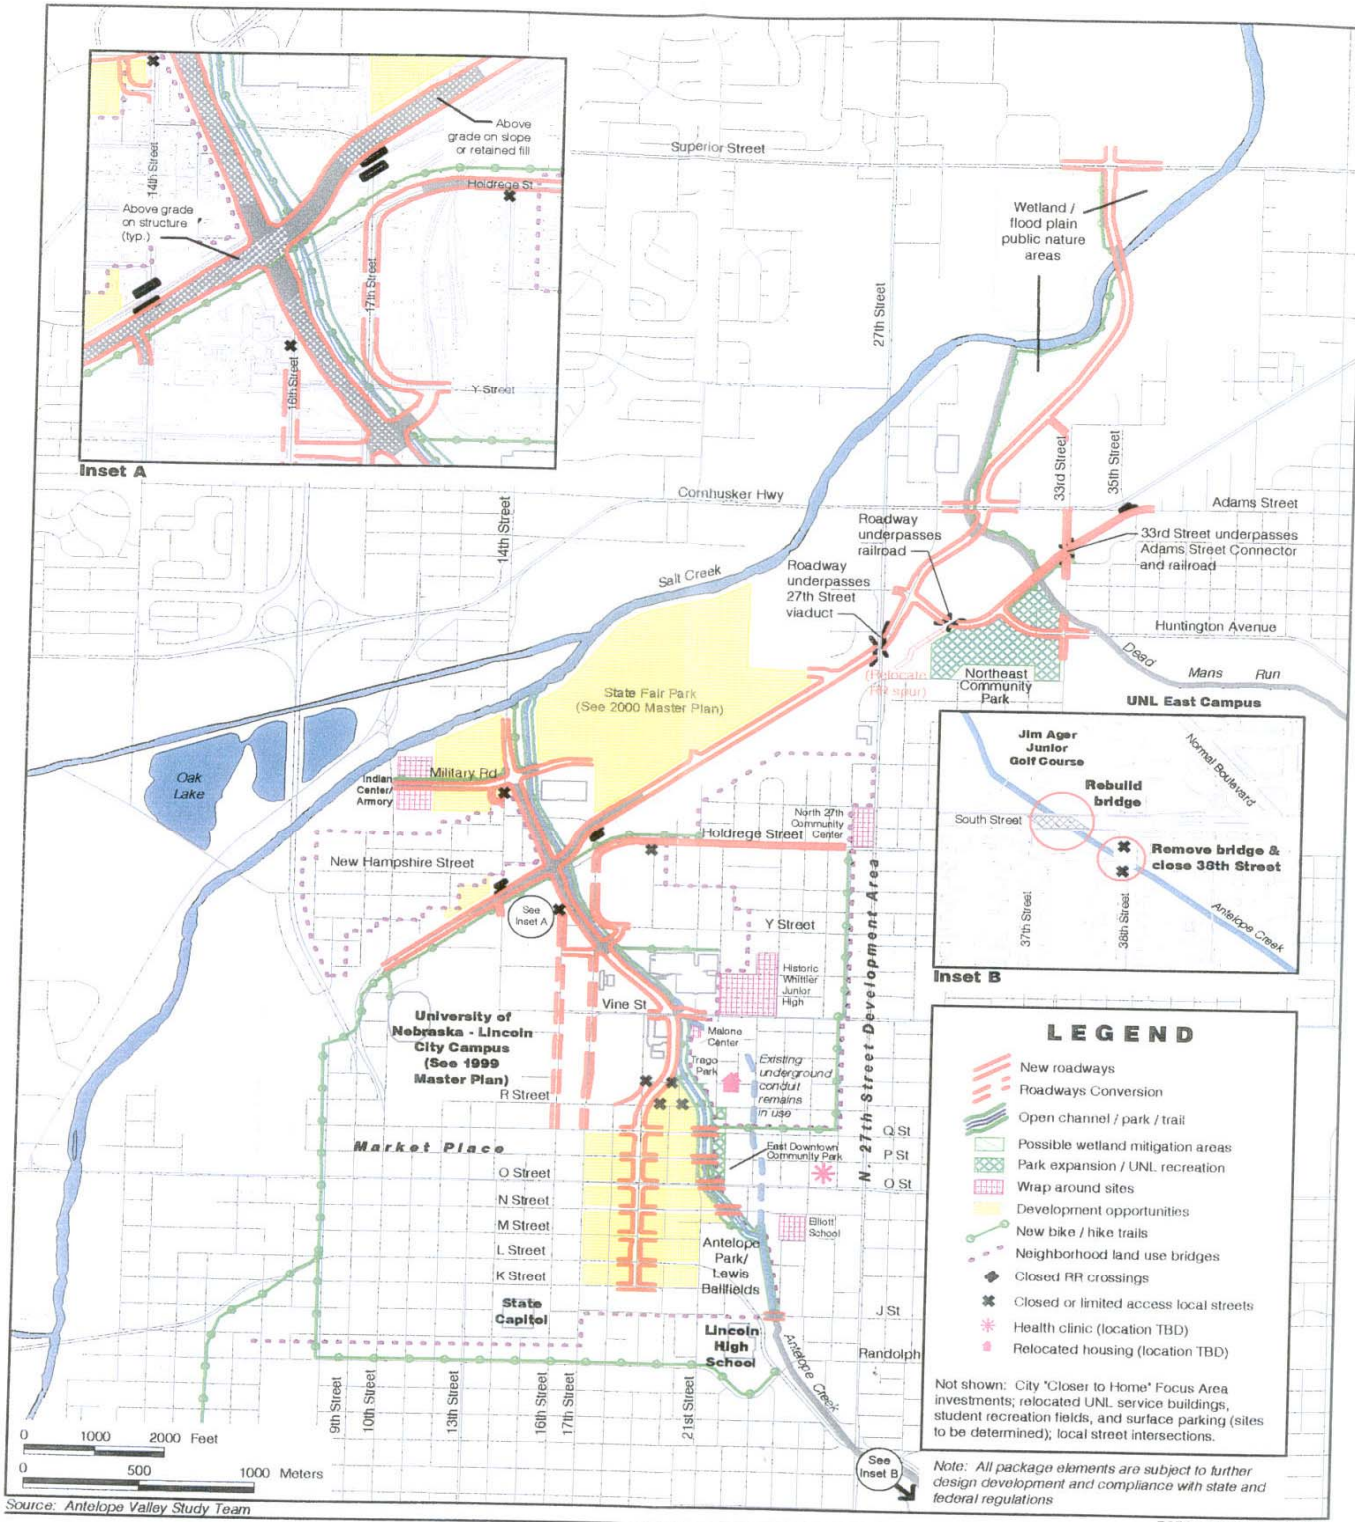 Above
grade on slope
or retained fill
14th Street
Holdrege St
Above grade
on structure
(typ.)
17th Street
16th Street
Y Street
Inset A
Superior Street
Wetland /
flood plain
public nature
areas
27th Street
33rd Street
35th Street
Cornhusker Hwy
Adams Street
14th Street
Roadway
underpasses
railroad
33rd Street underpasses
Adams Street Connector
and railroad
Salt Creek
Roadway
underpasses
27th Street
viaduct
Huntington Avenue
Dead Mans Run
(Relocate
RR spur)
Northeast
Community
Park
UNL East Campus
State Fair Park
(See 2000 Master Plan)
Oak
Lake
Indian
Center/
Armory
Military Rd
North 27th
Community
Center
Holdrege Street
New Hampshire Street
See
Inset A
Y Street
N. 27th Street Development Area
Jim Ager
Junior
Golf Course
Normal Boulevard
Rebuild
bridge
South Street
Remove bridge &
close 38th Street
37th Street
38th Street
Antelope Creek
Inset B
Historic
Whittier
Junior
High
University of
Nebraska - Lincoln
City Campus
(See 1999
Master Plan)
Vine St
Malone
Center
Trago
Park
Existing
underground
conduit
remains
in use
R Street
Market Place
Q St
P St
O St
East Downtown
Community Park
O Street
N Street
M Street
L Street
K Street
Elliott
School
Antelope
Park/
Lewis
Ballfields
State
Capitol
J St
Lincoln
High
School
Randolph
Antelope Creek
9th Street
10th Street
13th Street
16th Street
17th Street
21st Street
See
Inset B
LEGEND
New roadways
Roadways Conversion
Open channel / park / trail
Possible wetland mitigation areas
Park expansion / UNL recreation
Wrap around sites
Development opportunities
New bike / hike trails
Neighborhood land use bridges
Closed RR crossings
Closed or limited access local streets
Health clinic (location TBD)
Relocated housing (location TBD)
Not shown: City "Closer to Home" Focus Area
investments; relocated UNL service buildings,
student recreation fields, and surface parking (sites
to be determined); local street intersections.
Note: All package elements are subject to further
design development and compliance with state and
federal regulations
0 1000 2000 Feet
0 500 1000 Meters
Source: Antelope Valley Study Team